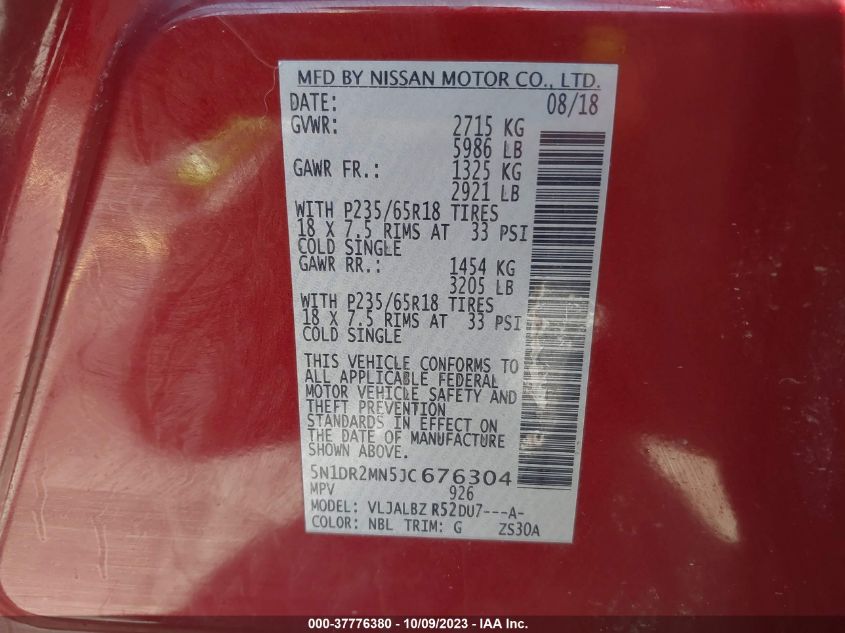 MFD BY NISSAN MOTOR CO., LTD.
DATE: 08/18
GVWR: 2715 KG
5986 LB
GAWR FR.: 1325 KG
2921 LB
WITH P235/65R18 TIRES
18 X 7.5 RIMS AT 33 PSI
COLD SINGLE
GAWR RR.: 1454 KG
3205 LB
WITH P235/65R18 TIRES
18 X 7.5 RIMS AT 33 PSI
COLD SINGLE
THIS VEHICLE CONFORMS TO
ALL APPLICABLE FEDERAL
MOTOR VEHICLE SAFETY AND
THEFT PREVENTION
STANDARDS IN EFFECT ON
THE DATE OF MANUFACTURE
SHOWN ABOVE.
5N1DR2MN5JC676304
MPV 926
MODEL: VLJALBZ R52DU7---A-
COLOR: NBL TRIM: G ZS30A
000-37776380 - 10/09/2023 - IAA Inc.